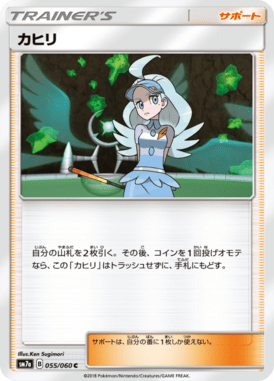 TRAINER'S
サポート
カヒリ
自分の山札を2枚引く。その後、コインを1回投げオモテ
なら、この「カヒリ」はトラッシュせずに、手札にもどす。
Illus.Ken Sugimori
sm7a D 055/060 C
サポートは、自分の番に1枚しか使えない。
©2018 Pokémon/Nintendo/Creatures/GAME FREAK.